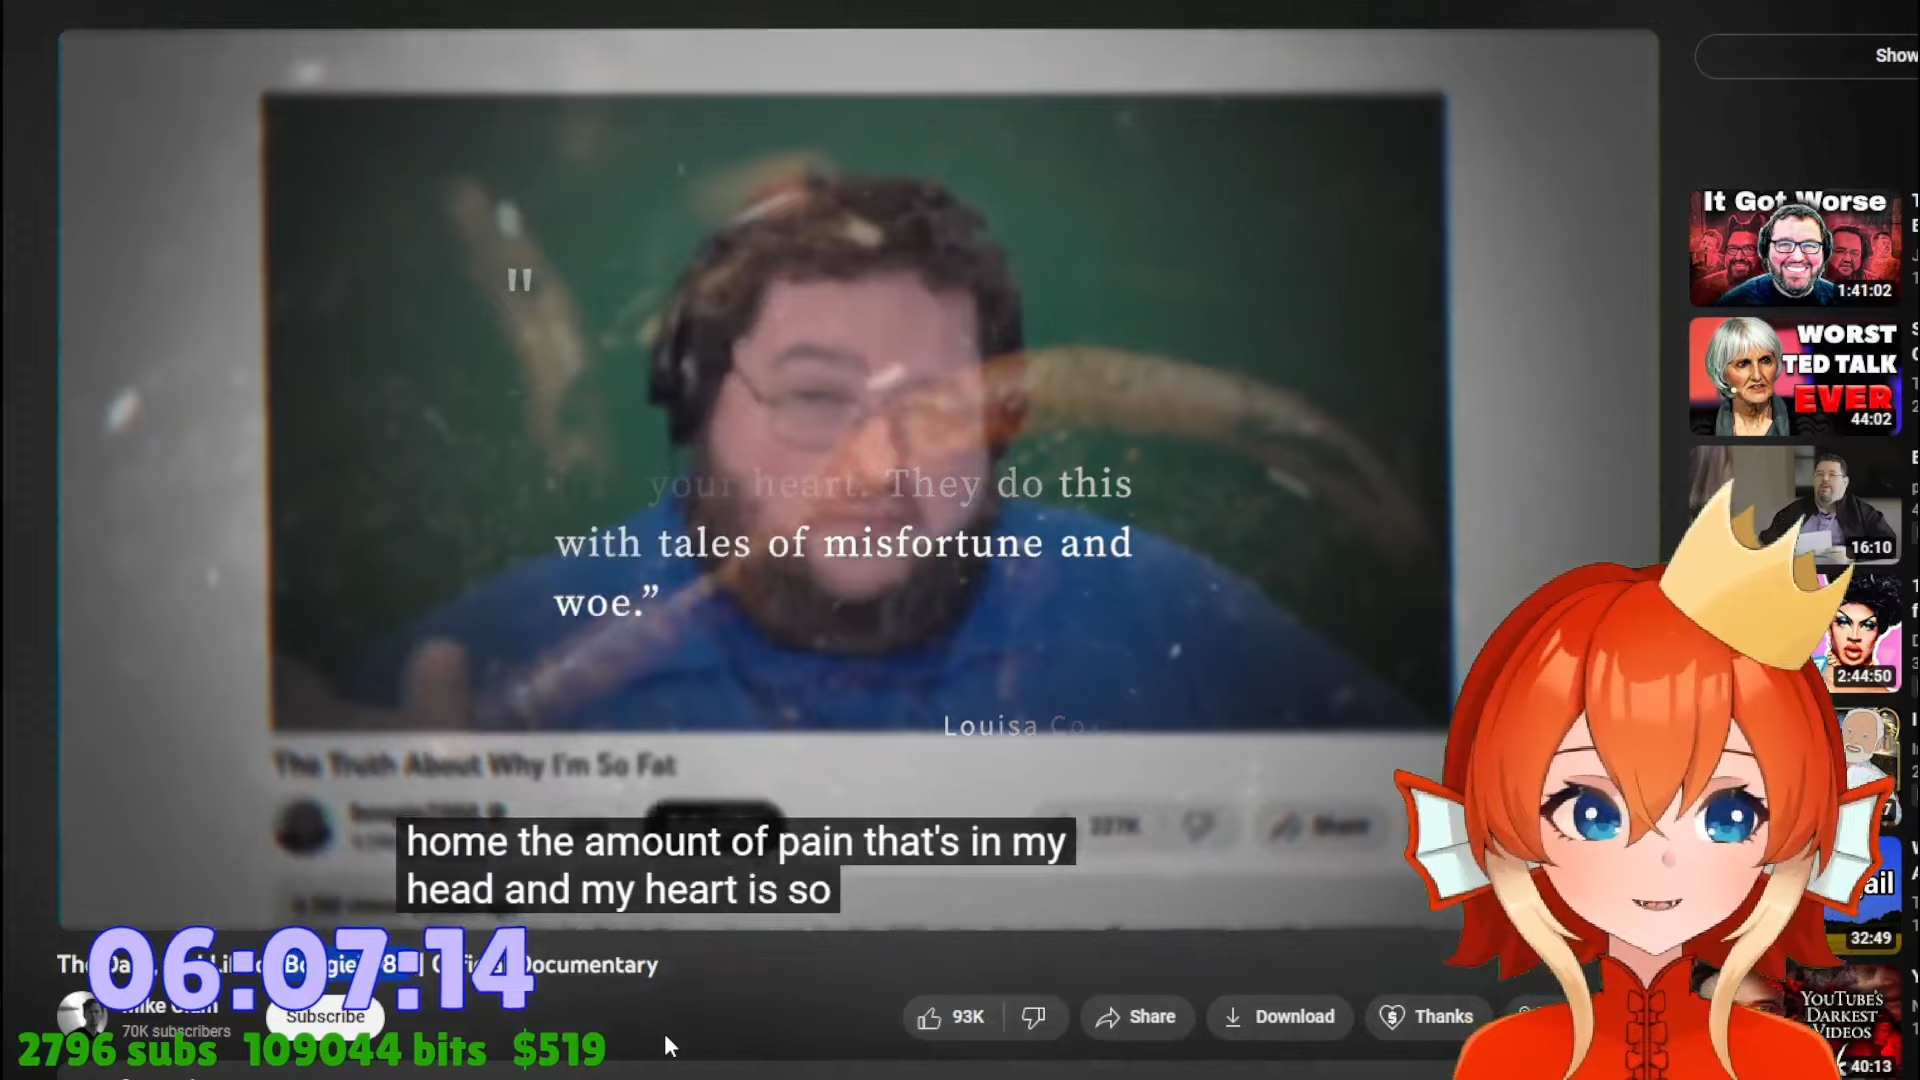 Show
It Got Worse
1:41:02
WORST
TED TALK
EVER
44:02
16:10
2:44:50
ail
32:49
YOUTUBE'S
DARKEST
VIDEOS
40:13
"
your heart. They do this
with tales of misfortune and
woe.”
Louisa Co
The Truth About Why I'm So Fat
Share
home the amount of pain that's in my
head and my heart is so
Documentary
06:07:14
70K subscribers
Subscribe
93K
Share
Download
Thanks
2796 subs 109044 bits $519